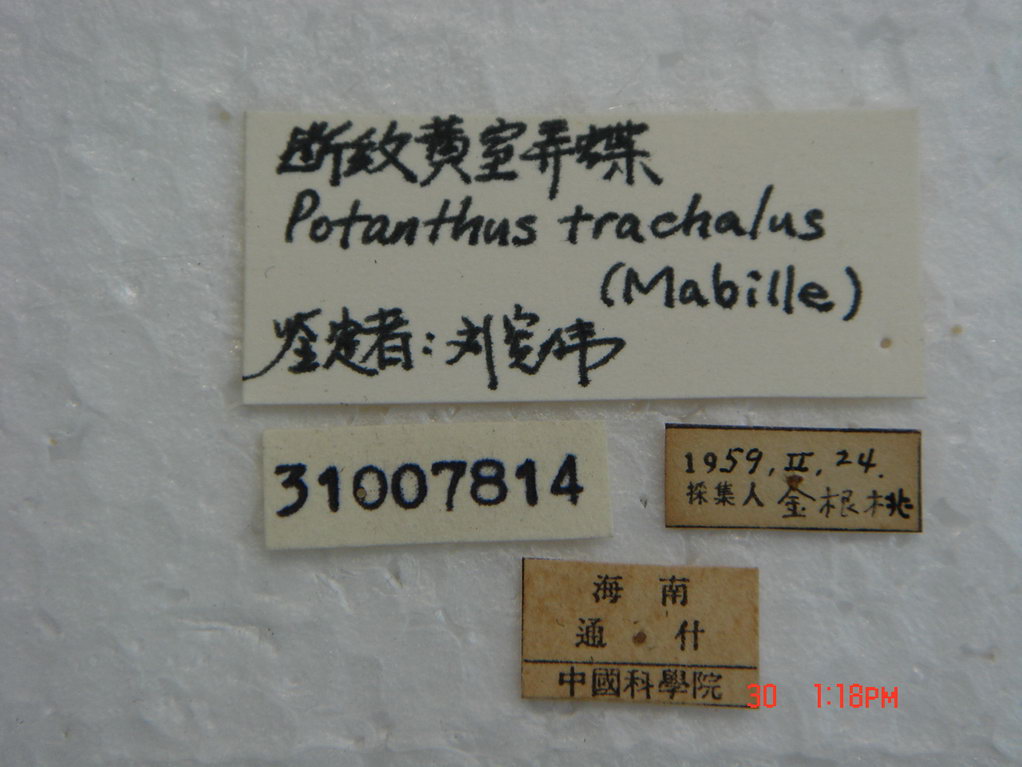 断纹黄室弄蝶
Potanthus trachalus
(Mabille)
鉴定者:刘宪伟
31007814
1959, II, 24.
採集人 金根桃
海 南
通 什
中國科學院
30 1:18PM